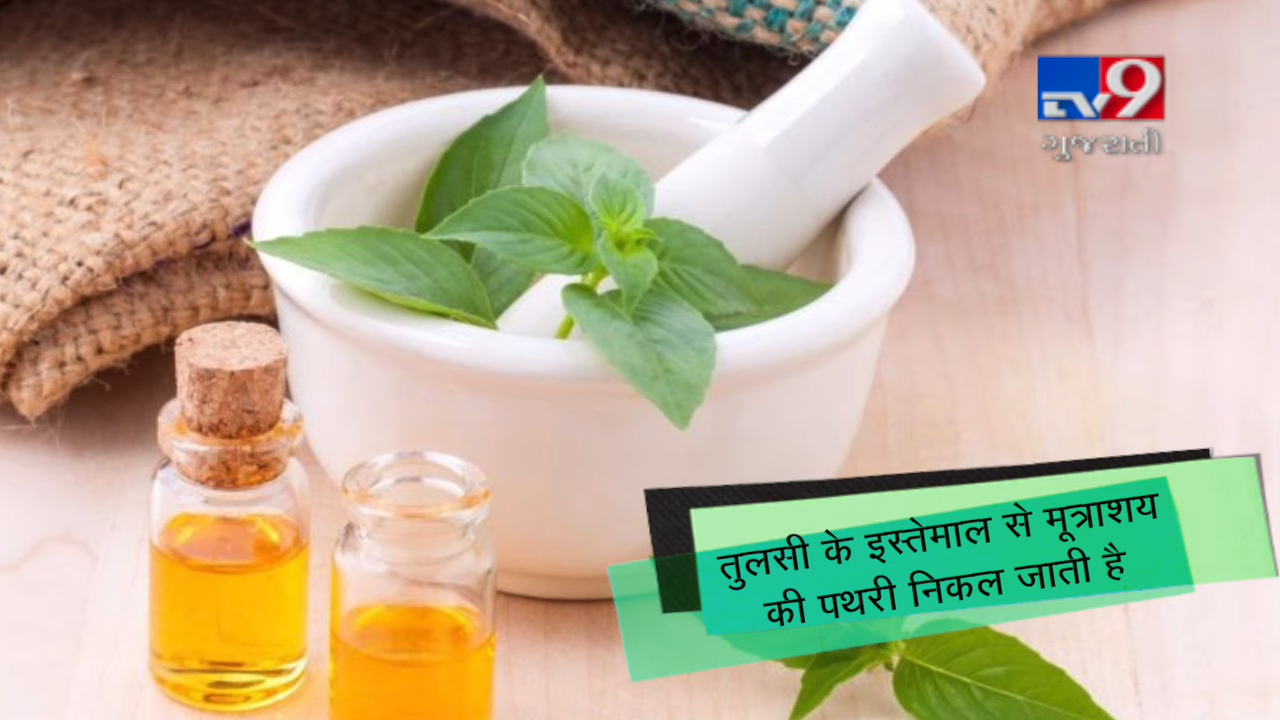 TV9
ગુજરાતી
तुलसी के इस्तेमाल से मूत्राशय
की पथरी निकल जाती है